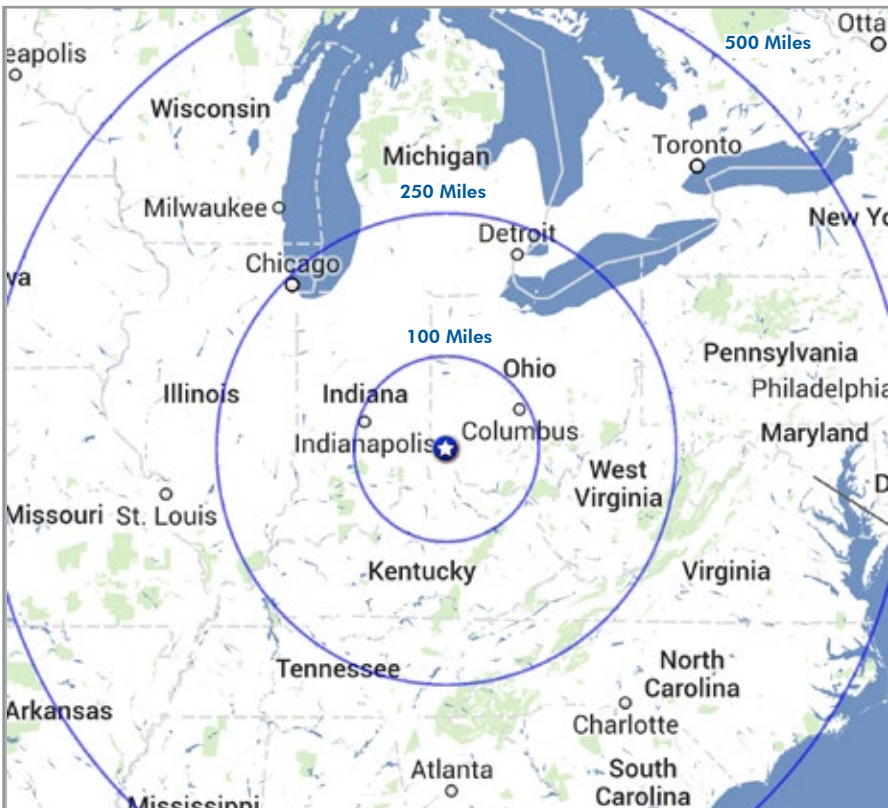 500 Miles
Otta
eapolis
Wisconsin
Toronto
Michigan
250 Miles
Milwaukee
New Yo
Detroit
Chicago
wa
100 Miles
Pennsylvania
Ohio
Illinois
Indiana
Philadelphia
Columbus
Maryland
Indianapolis
West
Virginia
D
Missouri
St. Louis
Kentucky
Virginia
Tennessee
North
Carolina
Arkansas
Charlotte
Atlanta
South
Carolina
Mississippi